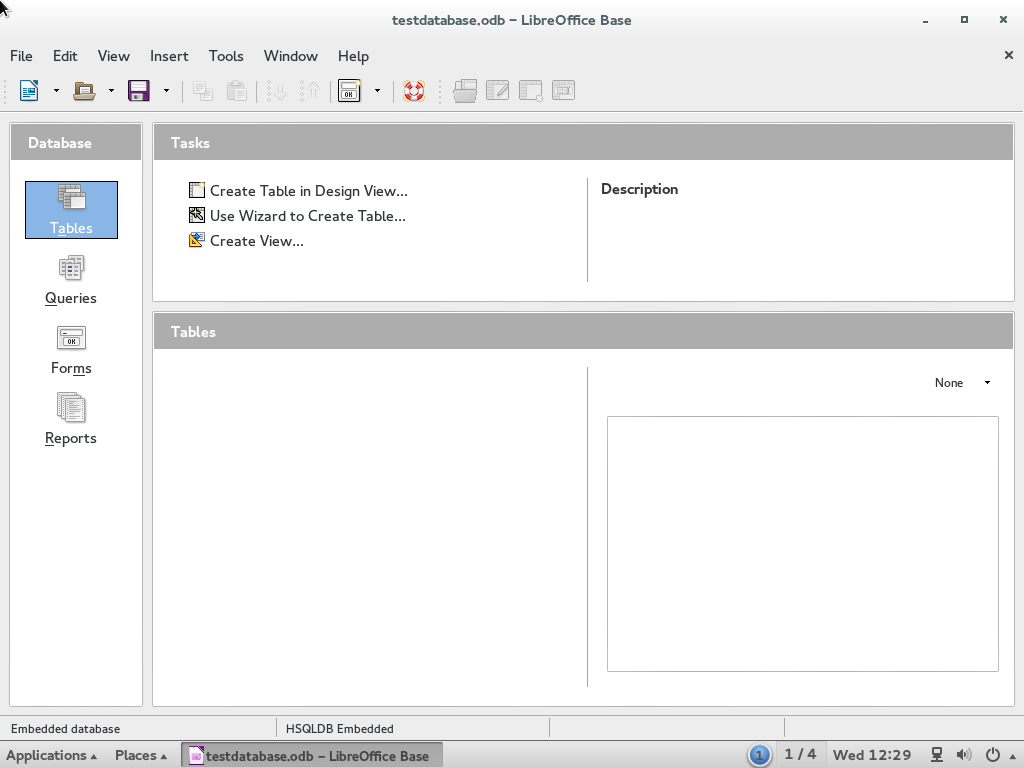 testdatabase.odb – LibreOffice Base
File Edit View Insert Tools Window Help
Database
Tables
Queries
Forms
Reports
Tasks
Create Table in Design View...
Use Wizard to Create Table...
Create View...
Description
Tables
None
Embedded database HSQLDB Embedded
Applications Places testdatabase.odb – LibreOffice Base 1 1 / 4 Wed 12:29